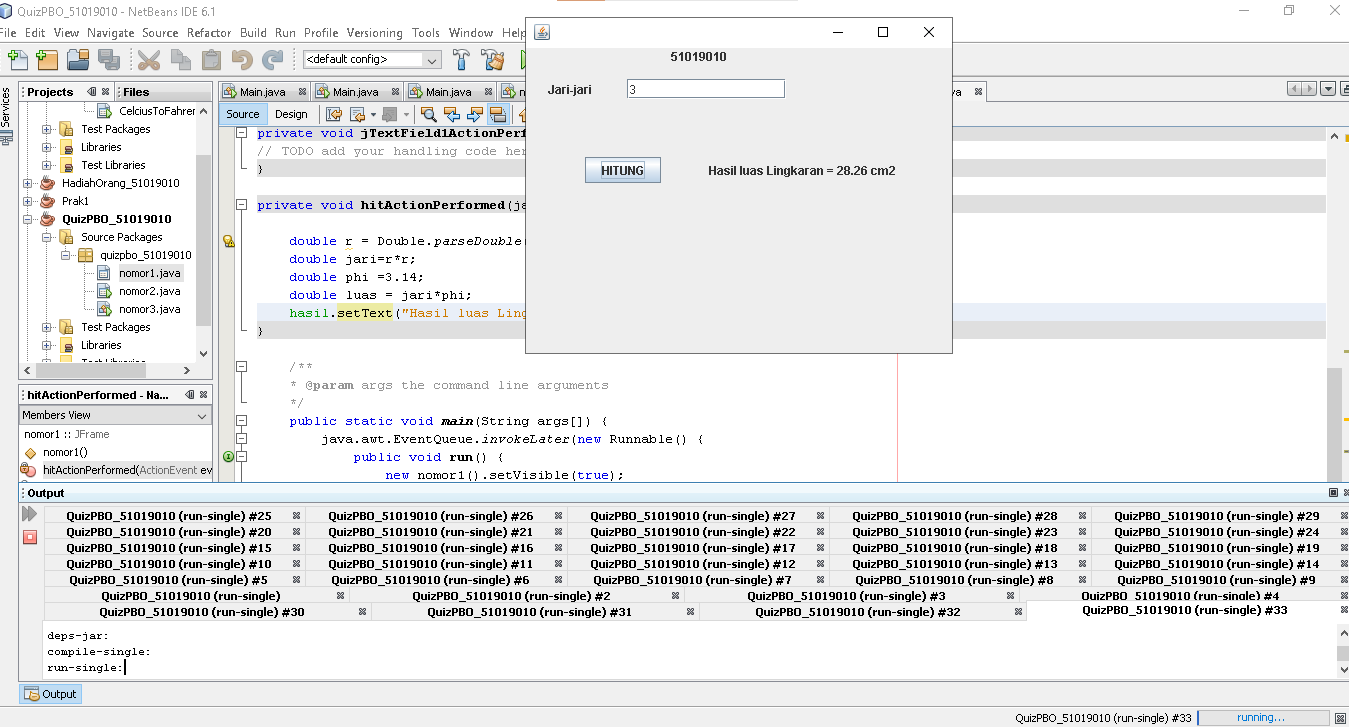 QuizPBO_51019010 - NetBeans IDE 6.1
File Edit View Navigate Source Refactor Build Run Profile Versioning Tools Window Help
<default config>
Services
Projects Files
CelciusToFahren
Test Packages
Libraries
Test Libraries
HadiahOrang_51019010
Prak1
QuizPBO_51019010
Source Packages
quizpbo_51019010
nomor1.java
nomor2.java
nomor3.java
Test Packages
Libraries
Test Libraries
hitActionPerformed - Na...
Members View
nomor1 :: JFrame
nomor1()
hitActionPerformed(ActionEvent ev
Main.java Main.java Main.java
Source Design
private void jTextField1ActionPerf
// TODO add your handling code her
}
private void hitActionPerformed(ja
double r = Double.parseDouble(
double jari=r*r;
double phi =3.14;
double luas = jari*phi;
hasil.setText("Hasil luas Ling
}
/**
* @param args the command line arguments
*/
public static void main(String args[]) {
java.awt.EventQueue.invokeLater(new Runnable() {
public void run() {
new nomor1().setVisible(true);
51019010
Jari-jari 3
HITUNG Hasil luas Lingkaran = 28.26 cm2
Output
QuizPBO_51019010 (run-single) #25 QuizPBO_51019010 (run-single) #26 QuizPBO_51019010 (run-single) #27 QuizPBO_51019010 (run-single) #28 QuizPBO_51019010 (run-single) #29
QuizPBO_51019010 (run-single) #20 QuizPBO_51019010 (run-single) #21 QuizPBO_51019010 (run-single) #22 QuizPBO_51019010 (run-single) #23 QuizPBO_51019010 (run-single) #24
QuizPBO_51019010 (run-single) #15 QuizPBO_51019010 (run-single) #16 QuizPBO_51019010 (run-single) #17 QuizPBO_51019010 (run-single) #18 QuizPBO_51019010 (run-single) #19
QuizPBO_51019010 (run-single) #10 QuizPBO_51019010 (run-single) #11 QuizPBO_51019010 (run-single) #12 QuizPBO_51019010 (run-single) #13 QuizPBO_51019010 (run-single) #14
QuizPBO_51019010 (run-single) #5 QuizPBO_51019010 (run-single) #6 QuizPBO_51019010 (run-single) #7 QuizPBO_51019010 (run-single) #8 QuizPBO_51019010 (run-single) #9
QuizPBO_51019010 (run-single) QuizPBO_51019010 (run-single) #2 QuizPBO_51019010 (run-single) #3 QuizPBO_51019010 (run-single) #4
QuizPBO_51019010 (run-single) #30 QuizPBO_51019010 (run-single) #31 QuizPBO_51019010 (run-single) #32 QuizPBO_51019010 (run-single) #33
deps-jar:
compile-single:
run-single:
Output
QuizPBO_51019010 (run-single) #33 running...